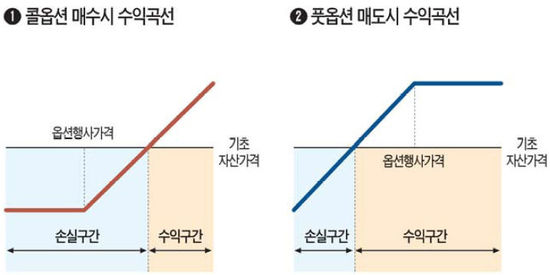 ❶ 콜옵션 매수시 수익곡선
옵션행사가격
기초
자산가격
손실구간
수익구간
❷ 풋옵션 매도시 수익곡선
옵션행사가격
기초
자산가격
손실구간
수익구간